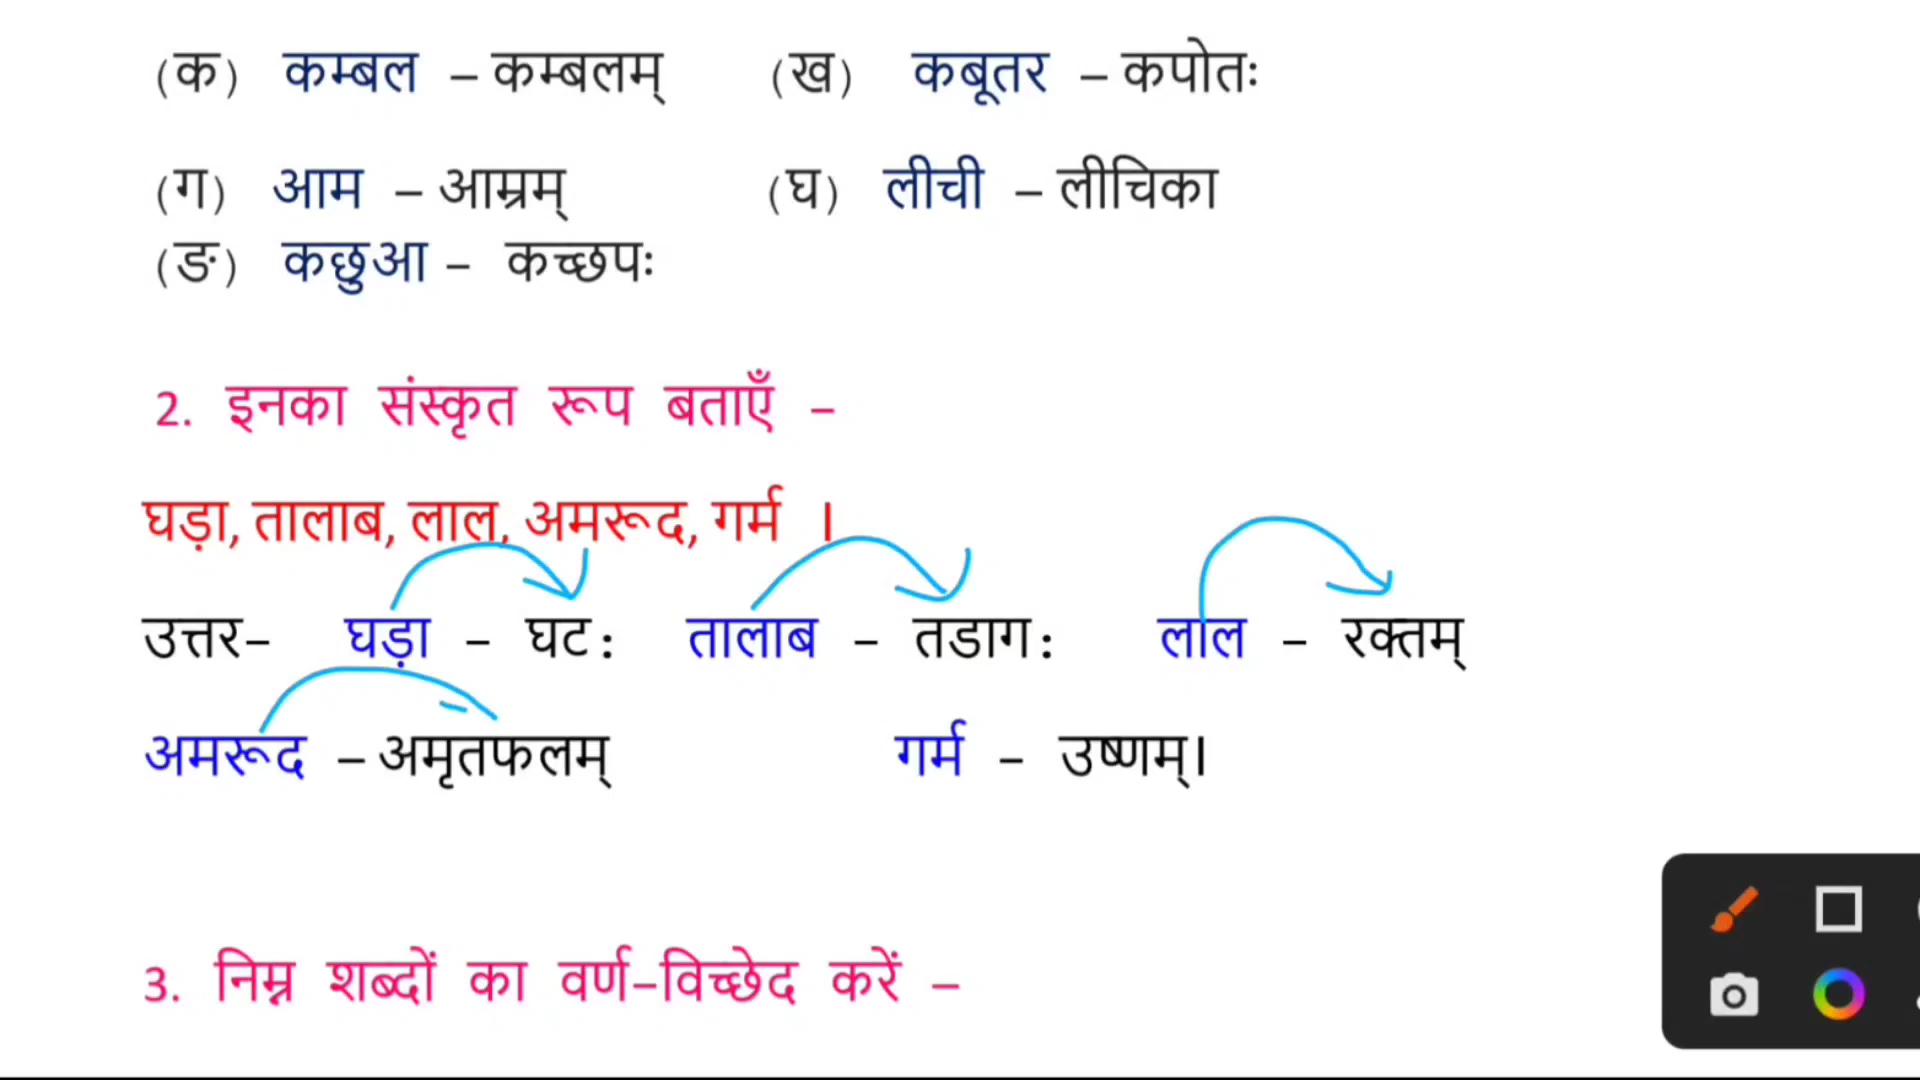 (क) कम्बल – कम्बलम् (ख) कबूतर – कपोतः
(ग) आम – आम्रम् (घ) लीची – लीचिका
(ङ) कछुआ – कच्छपः
2. इनका संस्कृत रूप बताएँ –
घड़ा, तालाब, लाल, अमरूद, गर्म ।
उत्तर– घड़ा – घट: तालाब – तडाग: लाल – रक्तम्
अमरूद – अमृतफलम् गर्म – उष्णम्।
3. निम्न शब्दों का वर्ण–विच्छेद करें –